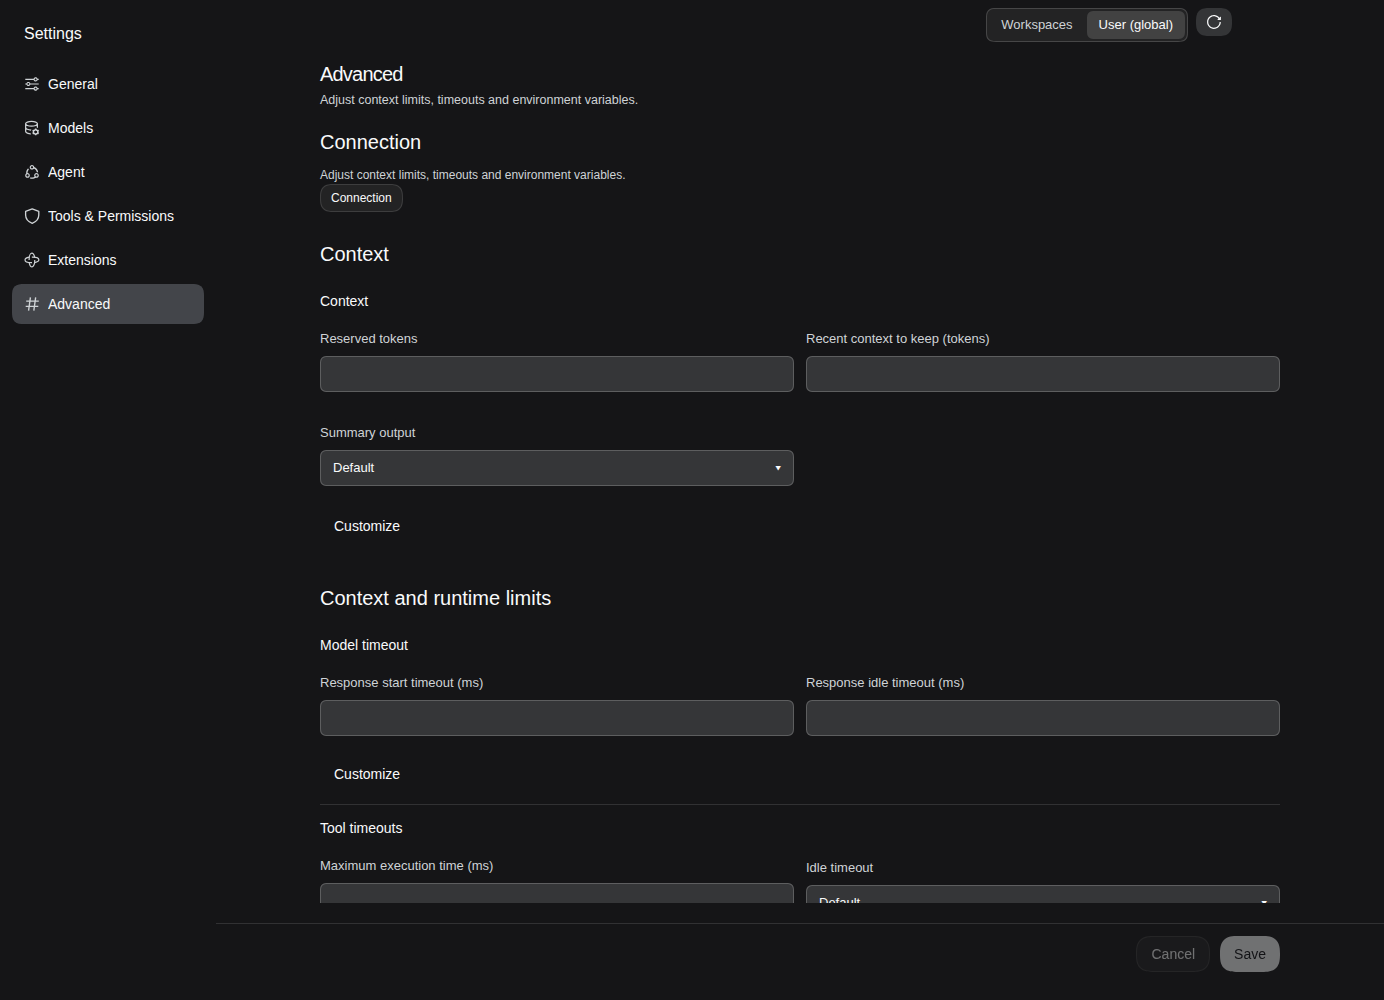 Settings
General
Models
Agent
Tools & Permissions
Extensions
Advanced
Workspaces
User (global)
Advanced
Adjust context limits, timeouts and environment variables.
Connection
Adjust context limits, timeouts and environment variables.
Connection
Context
Context
Reserved tokens
Recent context to keep (tokens)
Summary output
Default
Customize
Context and runtime limits
Model timeout
Response start timeout (ms)
Response idle timeout (ms)
Customize
Tool timeouts
Maximum execution time (ms)
Idle timeout
Default
Cancel
Save